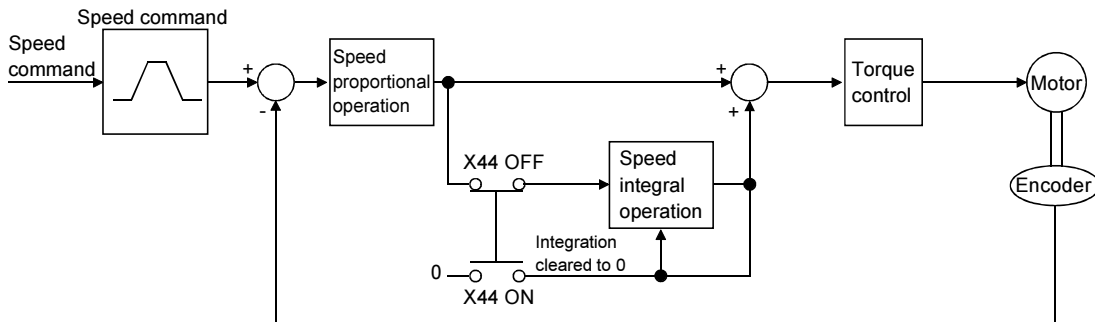 Speed command
Speed
command
+
-
Speed
proportional
operation
+
+
Torque
control
Motor
Encoder
X44 OFF
Speed
integral
operation
Integration
cleared to 0
0
X44 ON